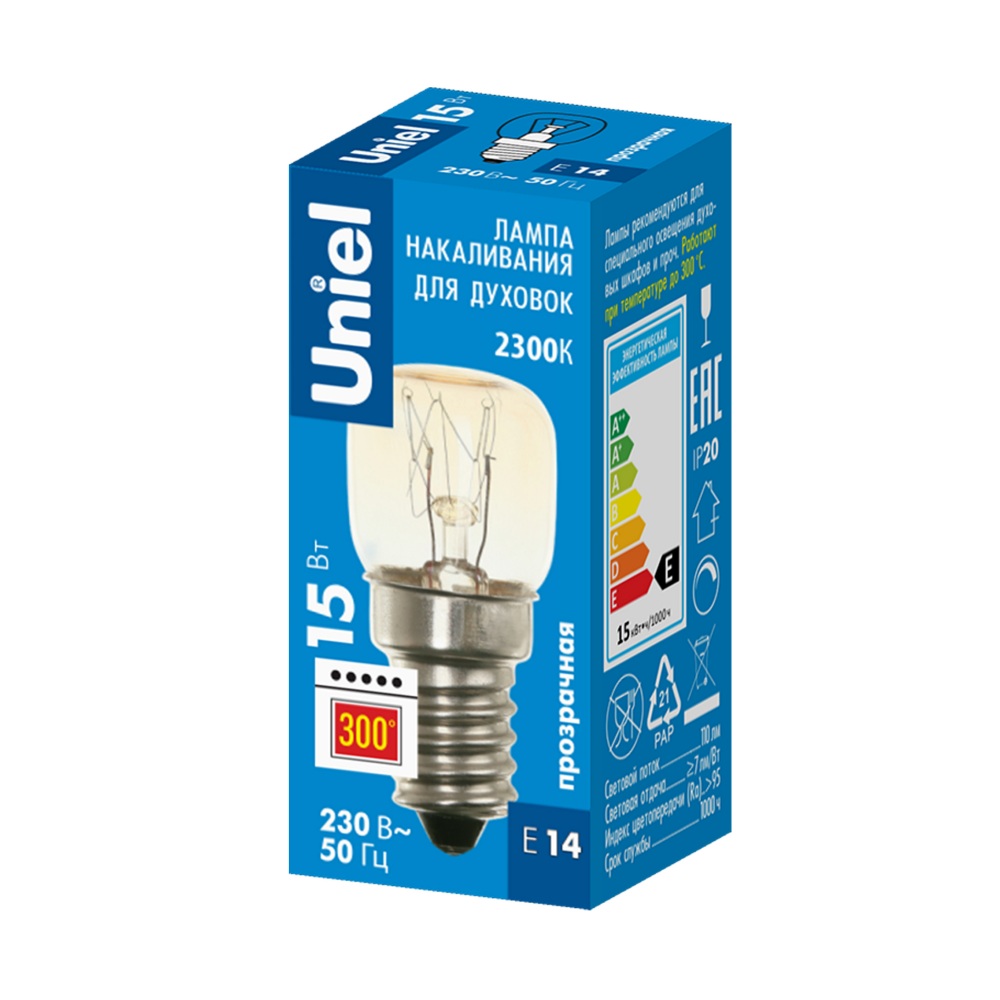 Uniel 15 Вт
230 В~ 50 Гц
E 14
прозрачная
Uniel®
ЛАМПА
НАКАЛИВАНИЯ
ДЛЯ ДУХОВОК
2300К
15 Вт
300°
230 В~
50 Гц
прозрачная
E 14
Лампы рекомендуются для
специального освещения духо-
вых шкафов и проч. Работают
при температуре до 300 °C.
ЭНЕРГЕТИЧЕСКАЯ
ЭФФЕКТИВНОСТЬ ЛАМПЫ
A++
A+
A
B
C
D
E
E
15 кВт•ч/1000 ч
EAC
IP20
21
PAP
Световой поток 110 лм
Световая отдача ≥7 лм/Вт
Индекс цветопередачи (Ra) >95
Срок службы 1000 ч